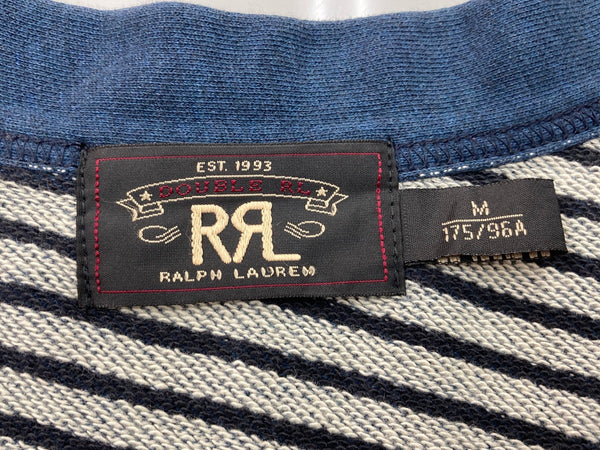 EST. 1993
DOUBLE RL
RRL
RALPH LAUREN
M
175/96A